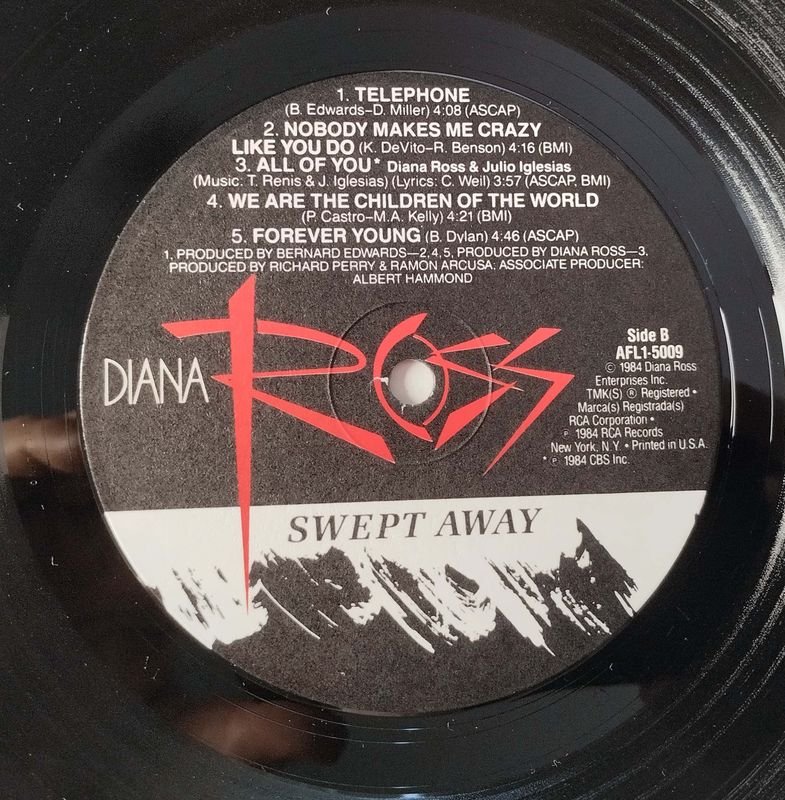 1. TELEPHONE
(B. Edwards–D. Miller) 4:08 (ASCAP)
2. NOBODY MAKES ME CRAZY
LIKE YOU DO (K. DeVito–R. Benson) 4:16 (BMI)
3. ALL OF YOU* Diana Ross & Julio Iglesias
(Music: T. Renis & J. Iglesias) (Lyrics: C. Weil) 3:57 (ASCAP, BMI)
4. WE ARE THE CHILDREN OF THE WORLD
(P. Castro–M.A. Kelly) 4:21 (BMI)
5. FOREVER YOUNG (B. Dylan) 4:46 (ASCAP)
1. PRODUCED BY BERNARD EDWARDS—2,4,5, PRODUCED BY DIANA ROSS—3.
PRODUCED BY RICHARD PERRY & RAMON ARCUSA: ASSOCIATE PRODUCER:
ALBERT HAMMOND
DIANA ROSS
Side B
AFL1-5009
© 1984 Diana Ross
Enterprises Inc.
TMK(S) ® Registered •
Marca(s) Registrada(s)
RCA Corporation •
℗ 1984 RCA Records
New York, N.Y. • Printed in U.S.A.
* ℗ 1984 CBS Inc.
SWEPT AWAY